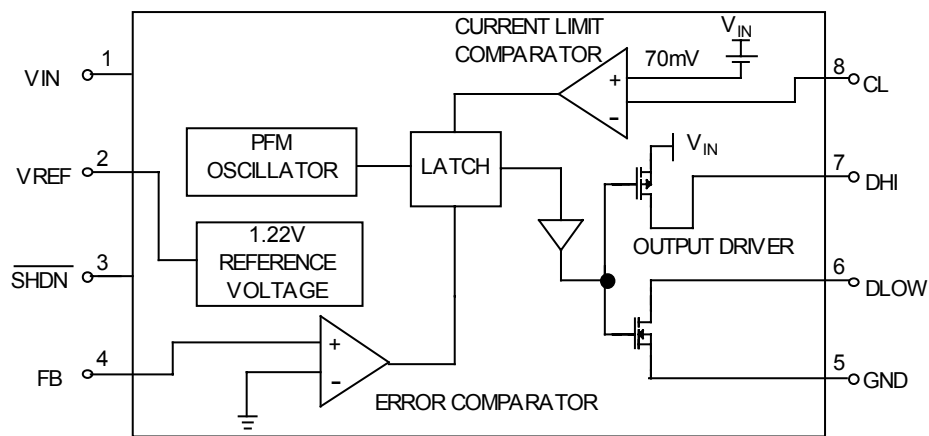 CURRENT LIMIT
COMPARATOR
V_IN
70mV
+
-
1
VIN
8
CL
PFM
OSCILLATOR
LATCH
V_IN
2
VREF
7
DHI
1.22V
REFERENCE
VOLTAGE
OUTPUT DRIVER
3
SHDN
6
DLOW
4
FB
+
-
5
GND
ERROR COMPARATOR